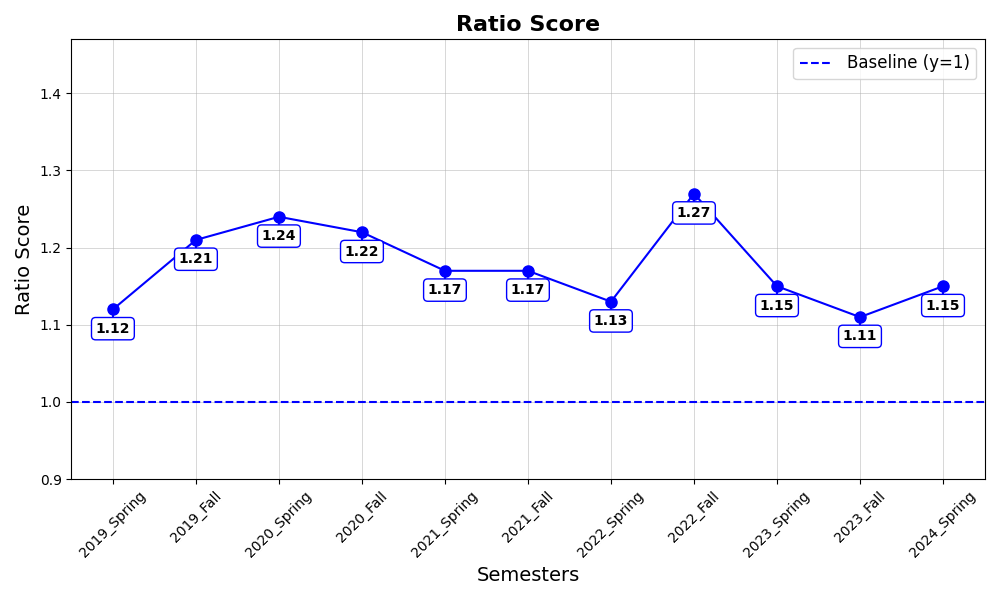 Ratio Score
Baseline (y=1)
Ratio Score
1.4
1.3
1.2
1.1
1.0
0.9
1.12
1.21
1.24
1.22
1.17
1.17
1.13
1.27
1.15
1.11
1.15
2019_Spring
2019_Fall
2020_Spring
2020_Fall
2021_Spring
2021_Fall
2022_Spring
2022_Fall
2023_Spring
2023_Fall
2024_Spring
Semesters